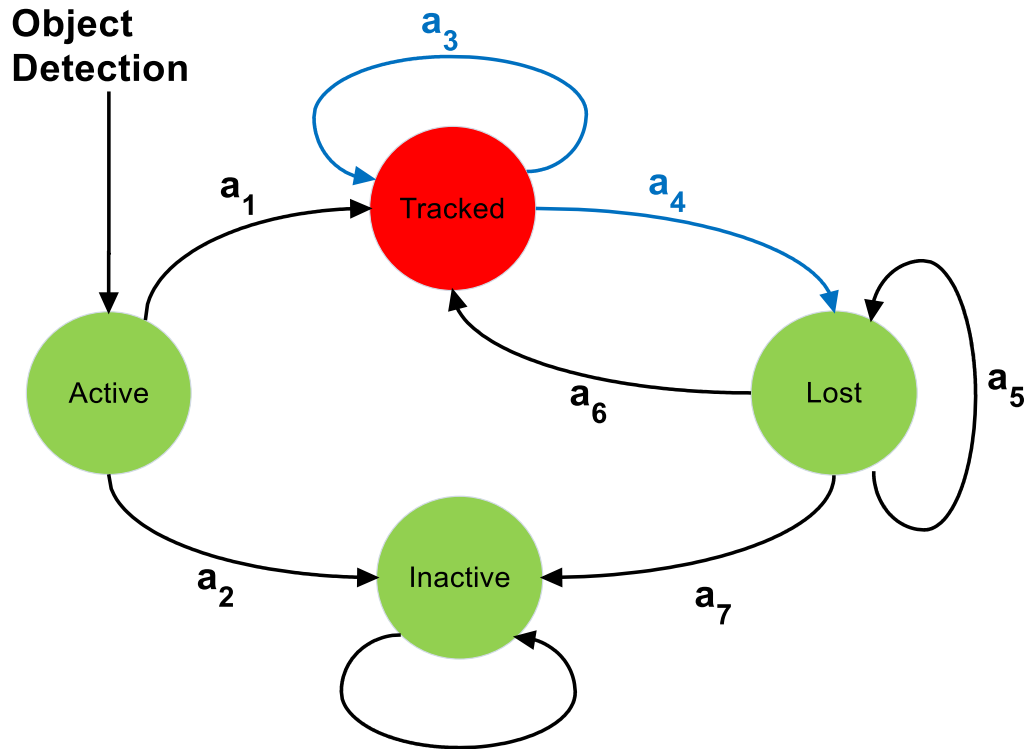 Object
Detection
a3
a1
Tracked
a4
Active
a6
Lost
a5
a2
Inactive
a7